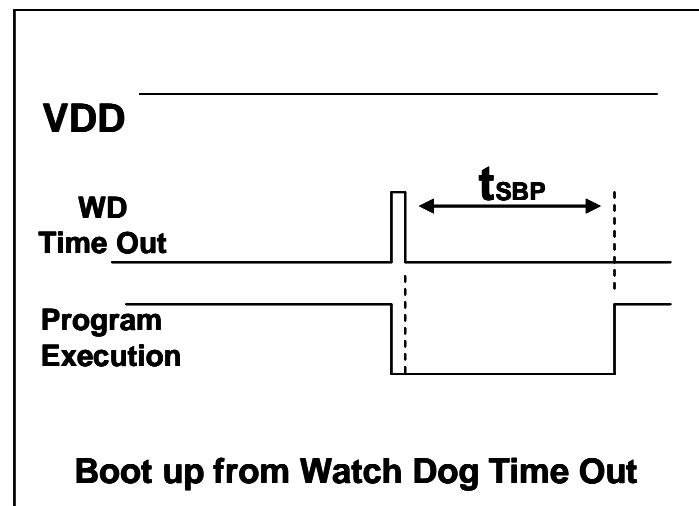 VDD
tSBP
WD
Time Out
Program
Execution
Boot up from Watch Dog Time Out